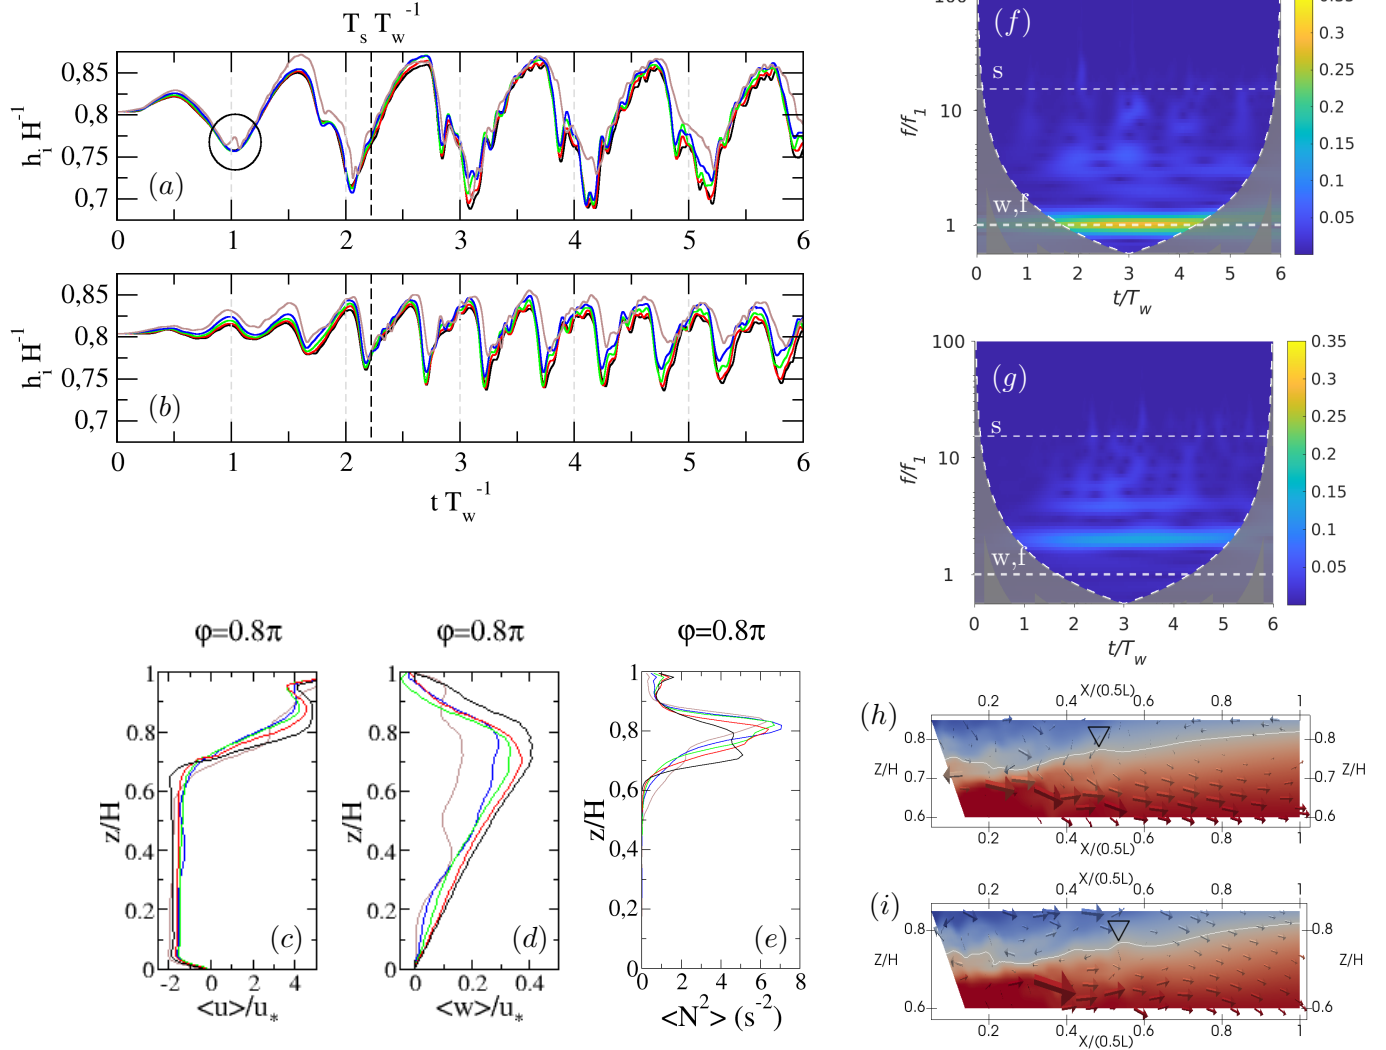 T_s T_w^-1
0,85
0,8
0,75
0,7
h_i H^-1
(a)
0 1 2 3 4 5 6
0,85
0,8
0,75
0,7
h_i H^-1
(b)
0 1 2 3 4 5 6
t T_w^-1
φ=0.8π
1
0.8
0.6
0.4
0.2
0
z/H
(c)
-2 0 2 4
<u>/u_*
φ=0.8π
1
0.8
0.6
0.4
0.2
0
z/H
(d)
0 0.2 0.4
<w>/u_*
φ=0.8π
1
0,8
0,6
0,4
0,2
0
z/H
(e)
0 2 4 6 8
<N^2> (s^-2)
100
10
1
f/f_1
(f)
s
w,f
0 1 2 3 4 5 6
t/T_w
0.35
0.3
0.25
0.2
0.15
0.1
0.05
100
10
1
f/f_1
(g)
s
w,f
0 1 2 3 4 5 6
t/T_w
0.35
0.3
0.25
0.2
0.15
0.1
0.05
(h)
X/(0.5L)
0.2 0.4 0.6 0.8 1
0.8 0.8
Z/H 0.7 0.7 Z/H
0.6 0.6
0.2 0.4 0.6 0.8 1
X/(0.5L)
(i)
X/(0.5L)
0.2 0.4 0.6 0.8 1
0.8 0.8
Z/H Z/H
0.6 0.6
0.2 0.4 0.6 0.8 1
X/(0.5L)